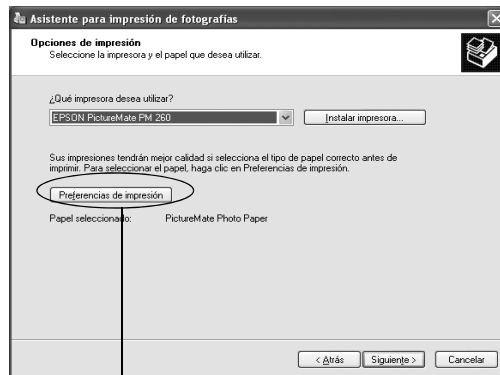 Asistente para impresión de fotografías
Opciones de impresión
Seleccione la impresora y el papel que desea utilizar.
¿Qué impresora desea utilizar?
EPSON PictureMate PM 260
Instalar impresora...
Sus impresiones tendrán mejor calidad si selecciona el tipo de papel correcto antes de
imprimir. Para seleccionar el papel, haga clic en Preferencias de impresión.
Preferencias de impresión
Papel seleccionado: PictureMate Photo Paper
< Atrás
Siguiente >
Cancelar